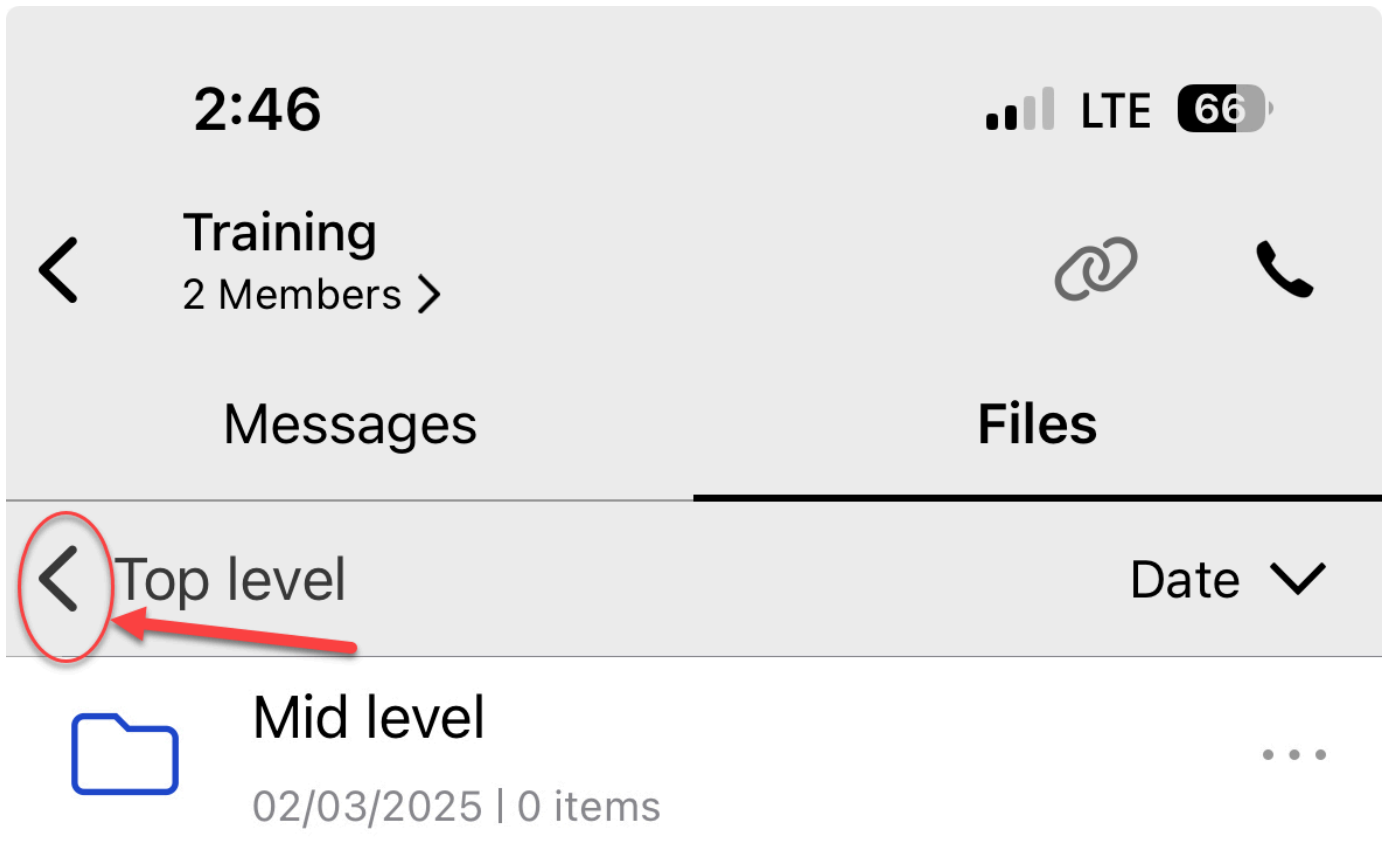 2:46 LTE 66
Training
2 Members
Messages Files
Top level Date
Mid level
02/03/2025 | 0 items